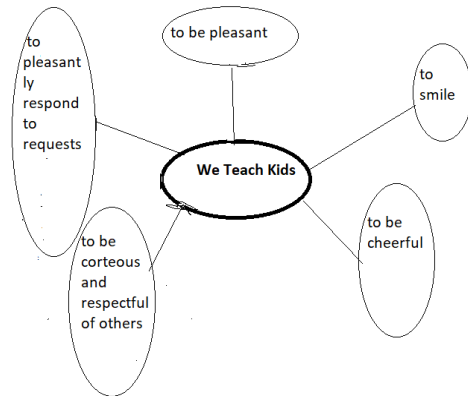 to be pleasant
to
pleasant
ly
respond
to
requests
to
smile
We Teach Kids
to be
cheerful
to be
corteous
and
respectful
of others